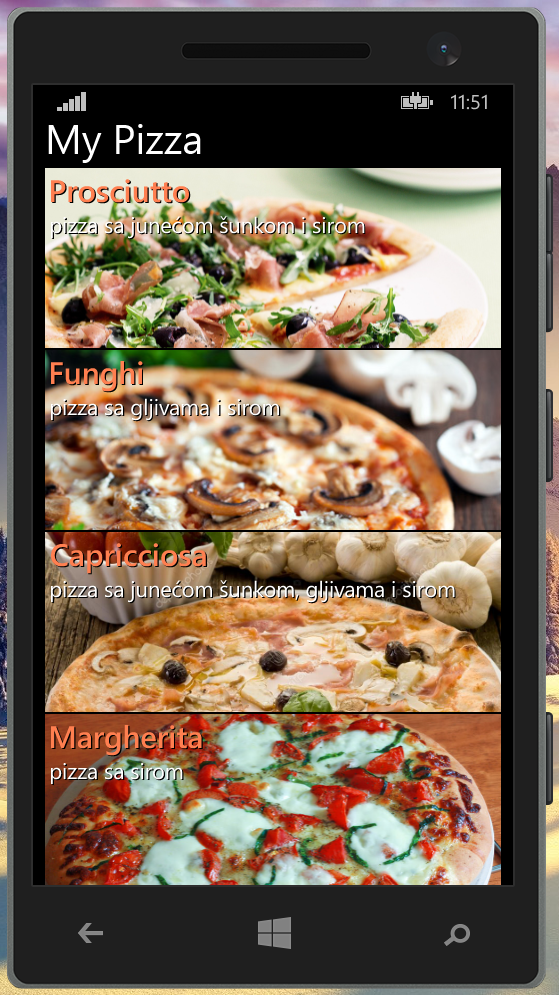 11:51
My Pizza
Prosciutto
pizza sa junećom šunkom i sirom
Funghi
pizza sa gljivama i sirom
Capricciosa
pizza sa junećom šunkom, gljivama i sirom
Margherita
pizza sa sirom